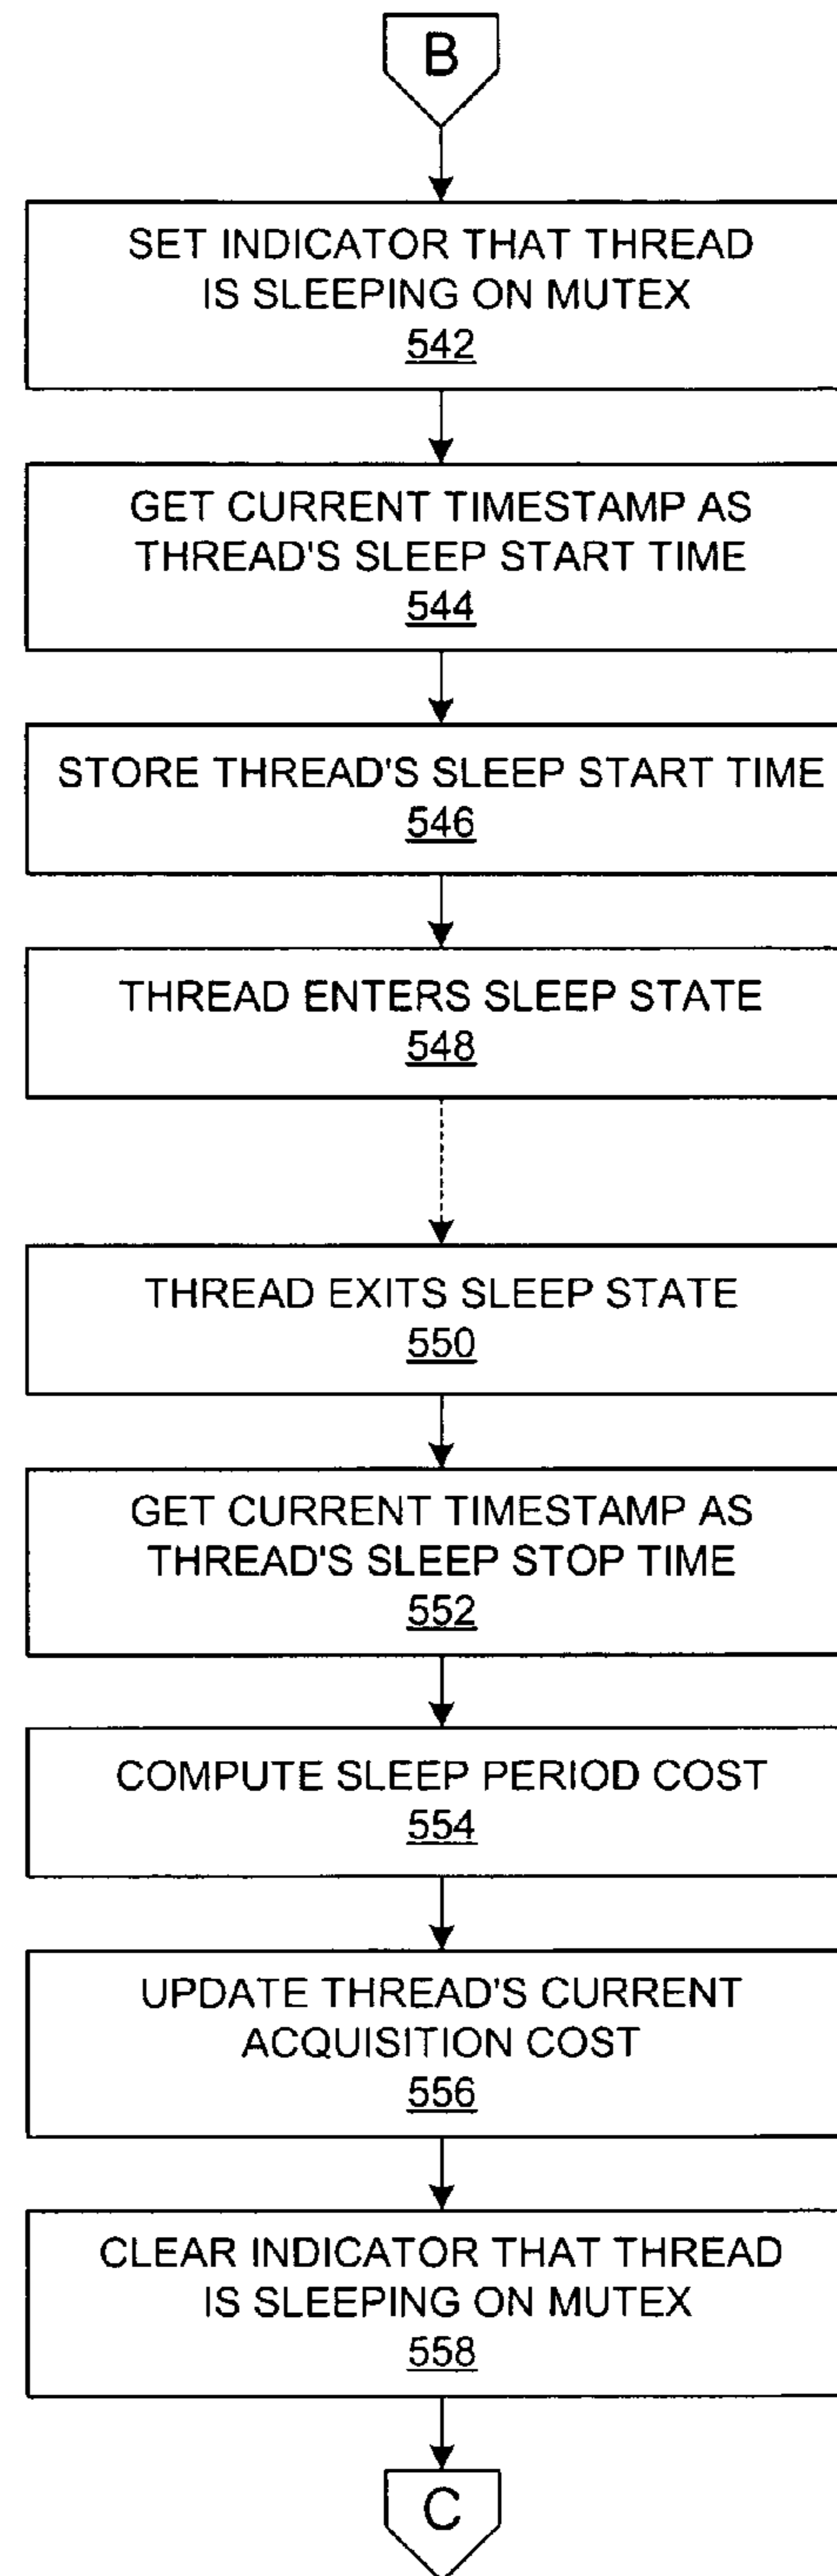 B
SET INDICATOR THAT THREAD
IS SLEEPING ON MUTEX
542
GET CURRENT TIMESTAMP AS
THREAD'S SLEEP START TIME
544
STORE THREAD'S SLEEP START TIME
546
THREAD ENTERS SLEEP STATE
548
THREAD EXITS SLEEP STATE
550
GET CURRENT TIMESTAMP AS
THREAD'S SLEEP STOP TIME
552
COMPUTE SLEEP PERIOD COST
554
UPDATE THREAD'S CURRENT
ACQUISITION COST
556
CLEAR INDICATOR THAT THREAD
IS SLEEPING ON MUTEX
558
C